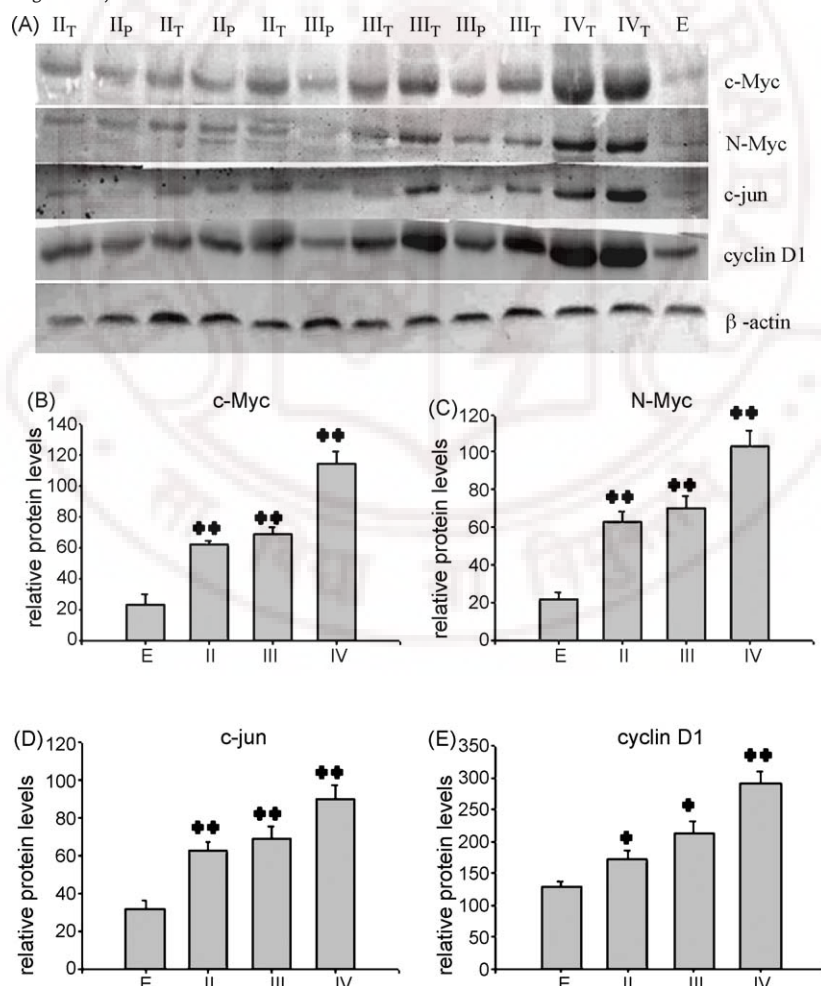 (A) II_T II_P II_T II_P II_T III_P III_T III_T III_P III_T IV_T IV_T E
c-Myc
N-Myc
c-jun
cyclin D1
β-actin
(B) c-Myc
relative protein levels
140
120
100
80
60
40
20
0
E II III IV
(C) N-Myc
relative protein levels
120
100
80
60
40
20
0
E II III IV
(D) c-jun
relative protein levels
120
100
80
60
40
20
0
E II III IV
(E) cyclin D1
relative protein levels
350
300
250
200
150
100
50
0
E II III IV